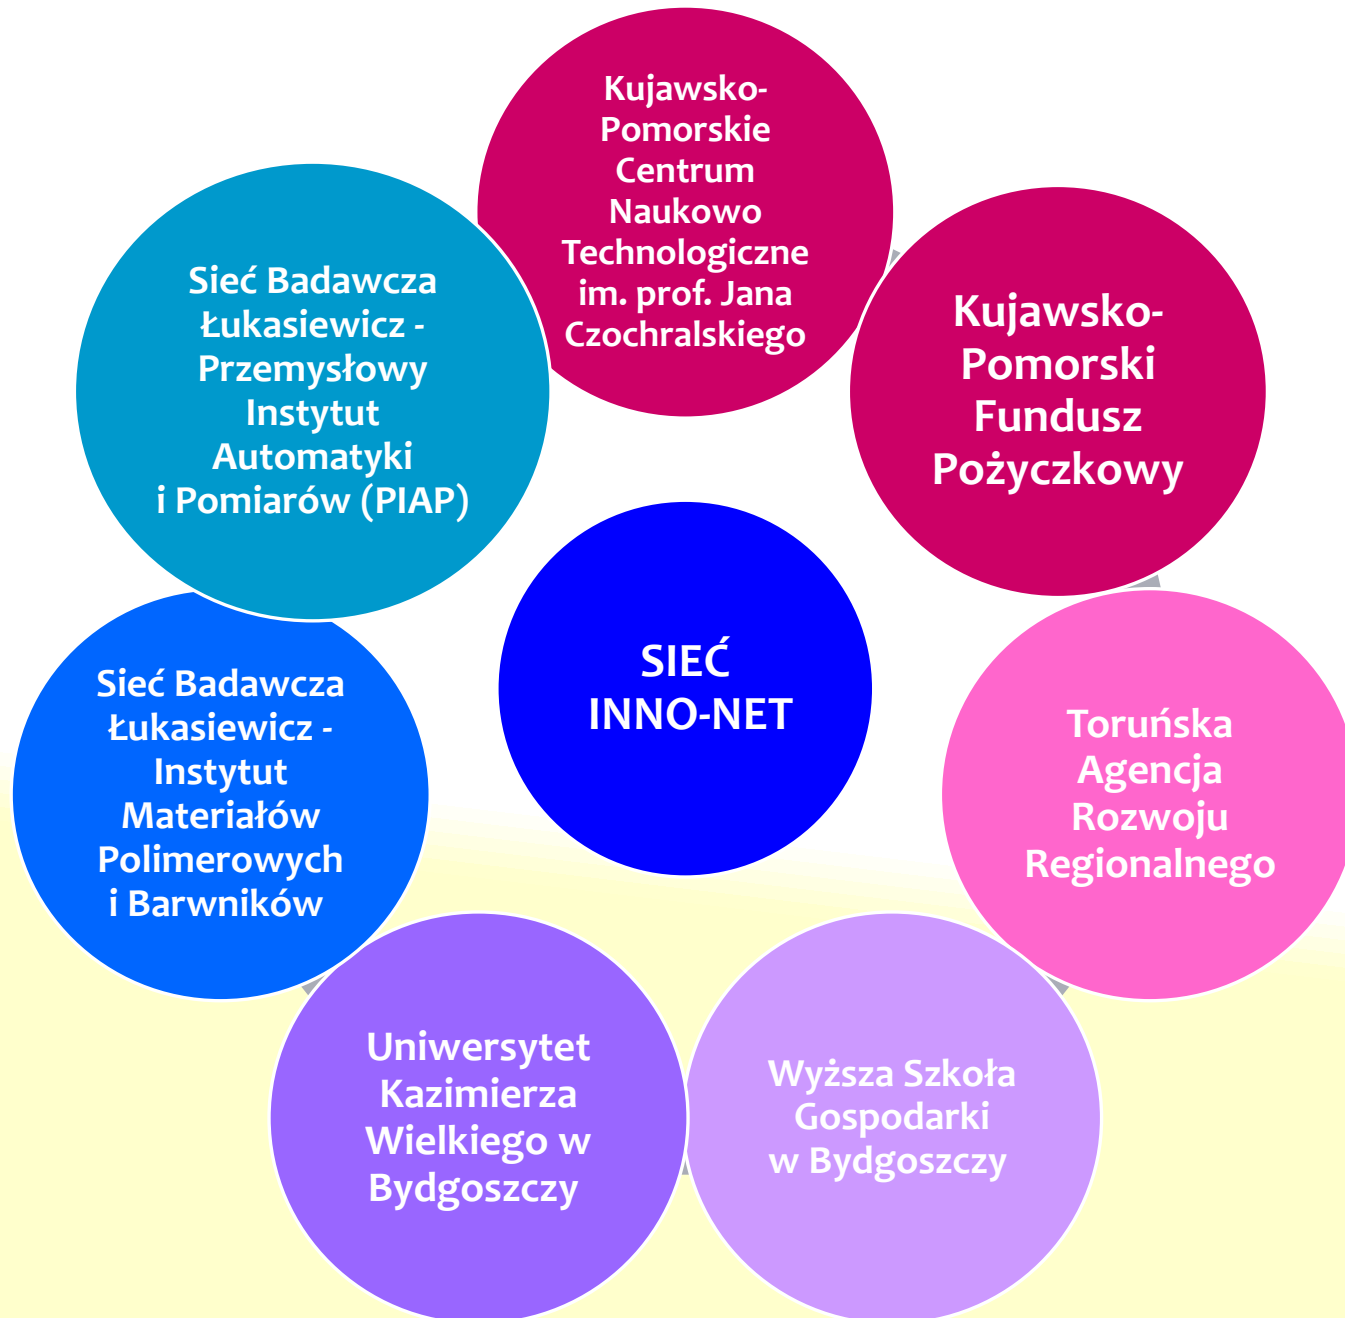 Kujawsko-
Pomorskie
Centrum
Naukowo
Technologiczne
im. prof. Jana
Czochralskiego
Kujawsko-
Pomorski
Fundusz
Pożyczkowy
Toruńska
Agencja
Rozwoju
Regionalnego
Wyższa Szkoła
Gospodarki
w Bydgoszczy
Uniwersytet
Kazimierza
Wielkiego w
Bydgoszczy
Sieć Badawcza
Łukasiewicz -
Instytut
Materiałów
Polimerowych
i Barwników
Sieć Badawcza
Łukasiewicz -
Przemysłowy
Instytut
Automatyki
i Pomiarów (PIAP)
SIEĆ
INNO-NET